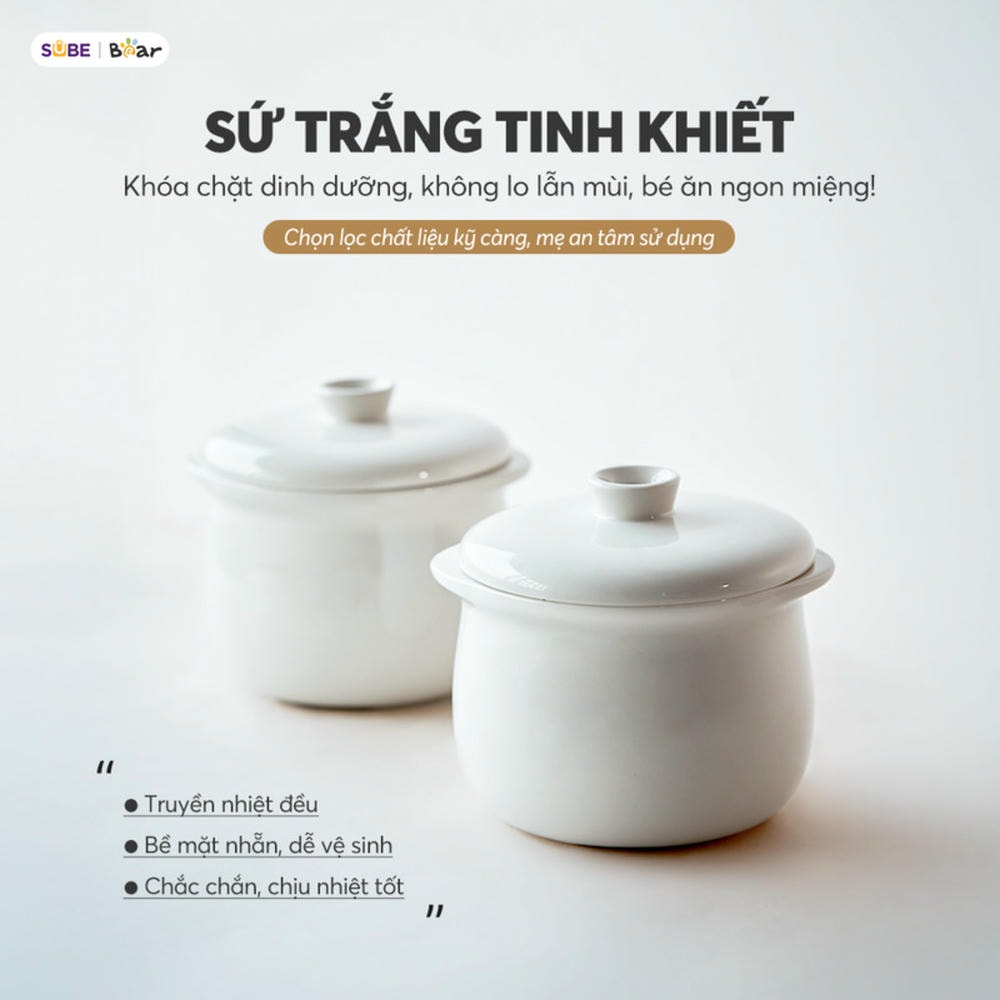 SUBE | Bear
SỨ TRẮNG TINH KHIẾT
Khóa chặt dinh dưỡng, không lo lẫn mùi, bé ăn ngon miệng!
Chọn lọc chất liệu kỹ càng, mẹ an tâm sử dụng
“
● Truyền nhiệt đều
● Bề mặt nhẵn, dễ vệ sinh
● Chắc chắn, chịu nhiệt tốt
”